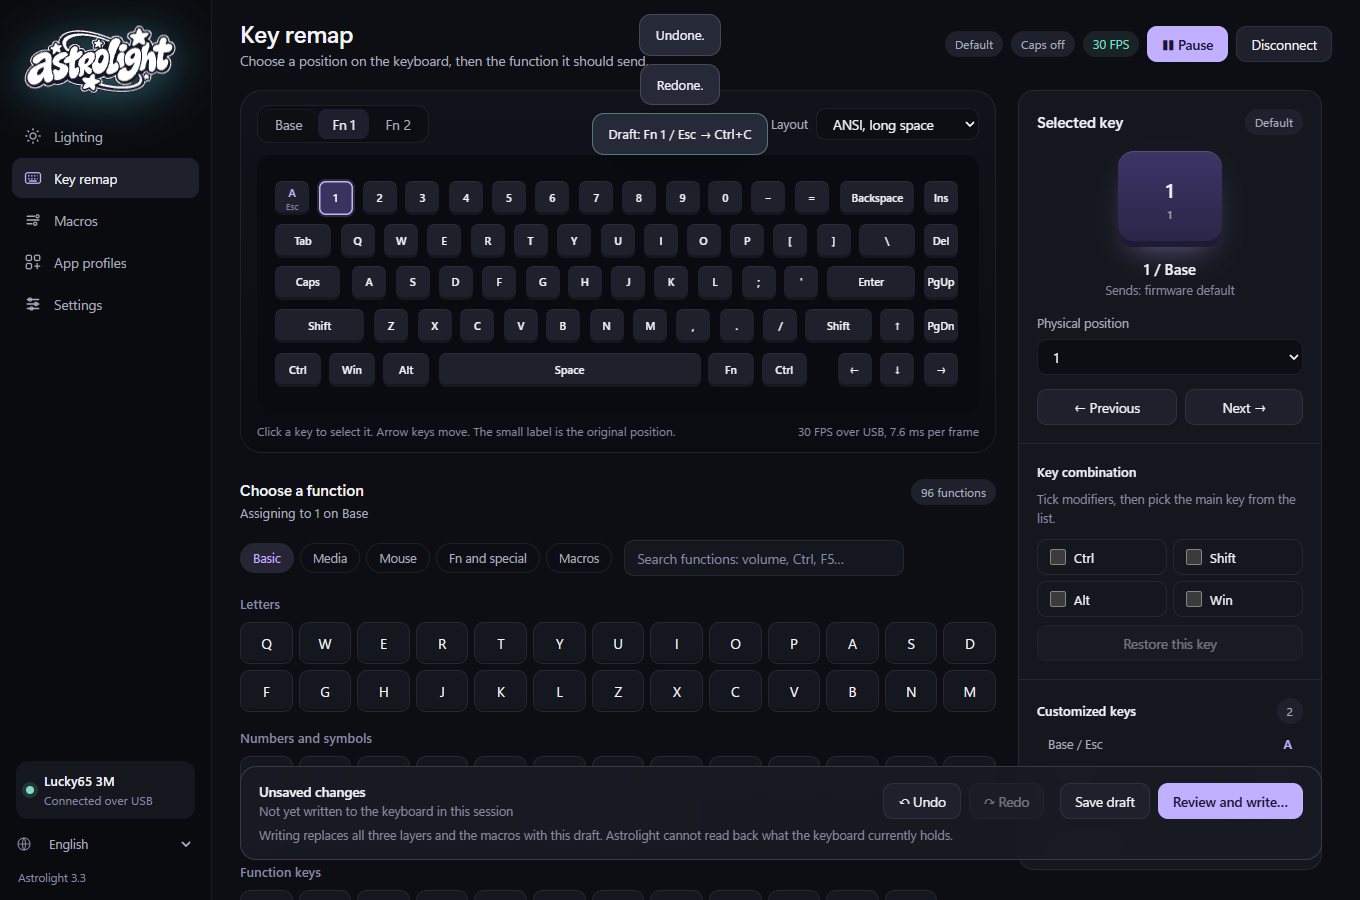 astrolight
Lighting
Key remap
Macros
App profiles
Settings
Lucky65 3M
Connected over USB
English
Astrolight 3.3
Key remap
Choose a position on the keyboard, then the function it should send.
Undone.
Redone.
Draft: Fn 1 / Esc → Ctrl+C
Default
Caps off
30 FPS
Pause
Disconnect
Base
Fn 1
Fn 2
Layout
ANSI, long space
A
Esc
1
2
3
4
5
6
7
8
9
0
–
=
Backspace
Ins
Tab
Q
W
E
R
T
Y
U
I
O
P
[
]
\
Del
Caps
A
S
D
F
G
H
J
K
L
;
'
Enter
PgUp
Shift
Z
X
C
V
B
N
M
,
.
/
Shift
↑
PgDn
Ctrl
Win
Alt
Space
Fn
Ctrl
←
↓
→
Click a key to select it. Arrow keys move. The small label is the original position.
30 FPS over USB, 7.6 ms per frame
Choose a function
Assigning to 1 on Base
96 functions
Basic
Media
Mouse
Fn and special
Macros
Search functions: volume, Ctrl, F5...
Letters
Q
W
E
R
T
Y
U
I
O
P
A
S
D
F
G
H
J
K
L
Z
X
C
V
B
N
M
Numbers and symbols
Function keys
Selected key
Default
1
1
1 / Base
Sends: firmware default
Physical position
1
← Previous
Next →
Key combination
Tick modifiers, then pick the main key from the
list.
Ctrl
Shift
Alt
Win
Restore this key
Customized keys
2
Base / Esc
A
Unsaved changes
Not yet written to the keyboard in this session
Writing replaces all three layers and the macros with this draft. Astrolight cannot read back what the keyboard currently holds.
Undo
Redo
Save draft
Review and write...